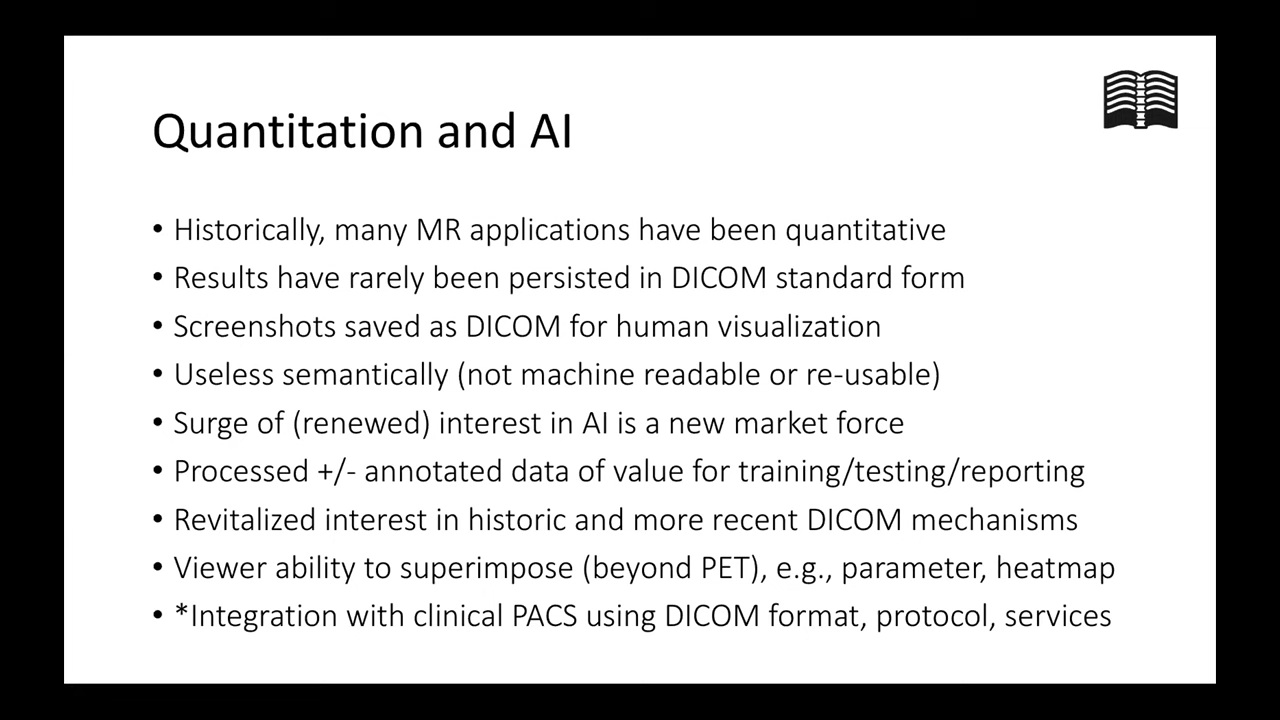 Quantitation and AI
• Historically, many MR applications have been quantitative
• Results have rarely been persisted in DICOM standard form
• Screenshots saved as DICOM for human visualization
• Useless semantically (not machine readable or re-usable)
• Surge of (renewed) interest in AI is a new market force
• Processed +/- annotated data of value for training/testing/reporting
• Revitalized interest in historic and more recent DICOM mechanisms
• Viewer ability to superimpose (beyond PET), e.g., parameter, heatmap
• *Integration with clinical PACS using DICOM format, protocol, services